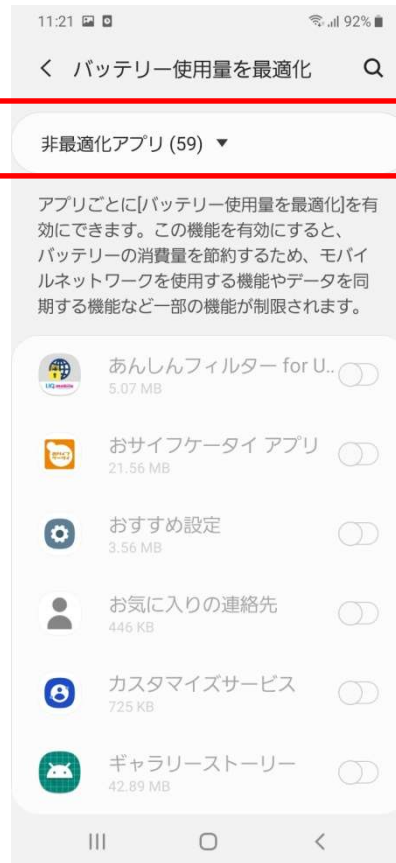 11:21 92%
バッテリー使用量を最適化
非最適化アプリ (59) ▼
アプリごとに[バッテリー使用量を最適化]を有
効にできます。この機能を有効にすると、
バッテリーの消費量を節約するため、モバイ
ルネットワークを使用する機能やデータを同
期する機能など一部の機能が制限されます。
あんしんフィルター for U..
5.07 MB
UQ mobile
おサイフケータイ アプリ
21.56 MB
おすすめ設定
3.56 MB
お気に入りの連絡先
446 KB
カスタマイズサービス
725 KB
ギャラリーストーリー
42.89 MB